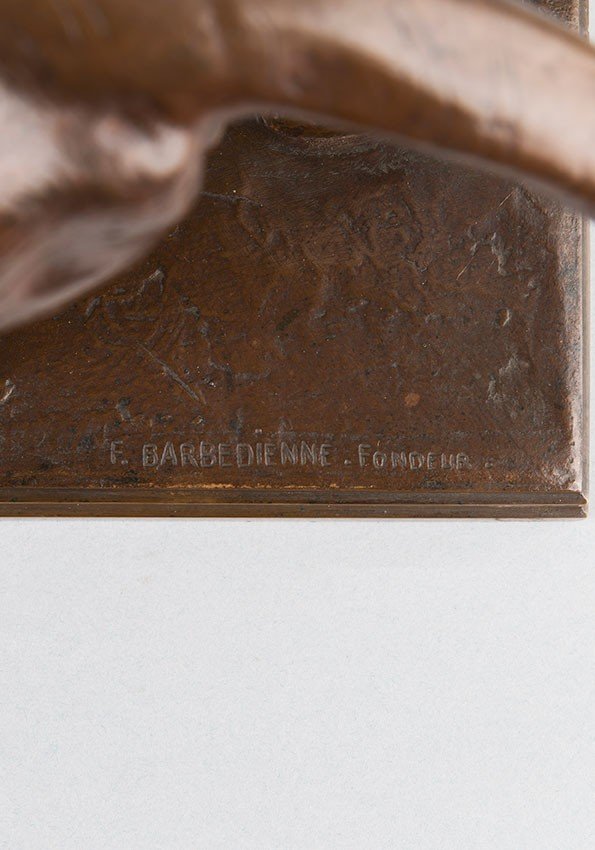 F. BARBEDIENNE . FONDEUR .